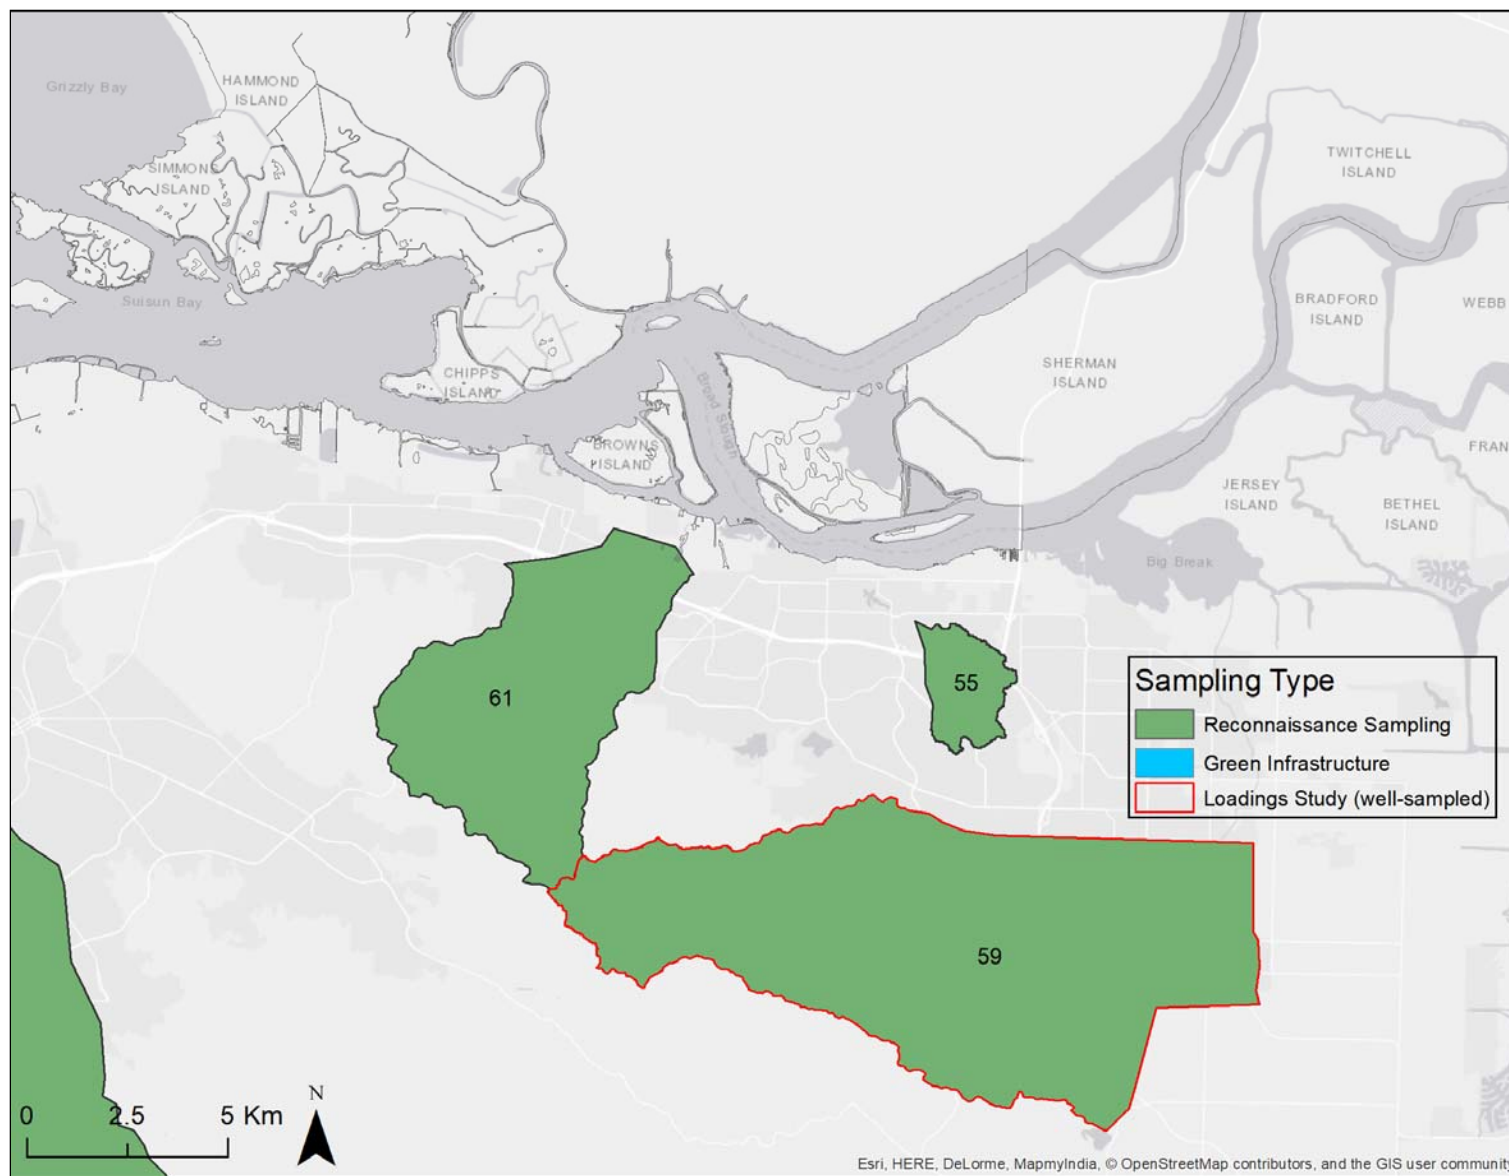 Grizzly Bay
HAMMOND
ISLAND
SIMMONS
ISLAND
TWITCHELL
ISLAND
Suisun Bay
BRADFORD
ISLAND
WEBB
CHIPPS
ISLAND
SHERMAN
ISLAND
Broad Slough
BROWNS
ISLAND
FRAN
JERSEY
ISLAND
BETHEL
ISLAND
Big Break
61
55
59
Sampling Type
Reconnaissance Sampling
Green Infrastructure
Loadings Study (well-sampled)
N
0 2.5 5 Km
Esri, HERE, DeLorme, MapmyIndia, © OpenStreetMap contributors, and the GIS user community